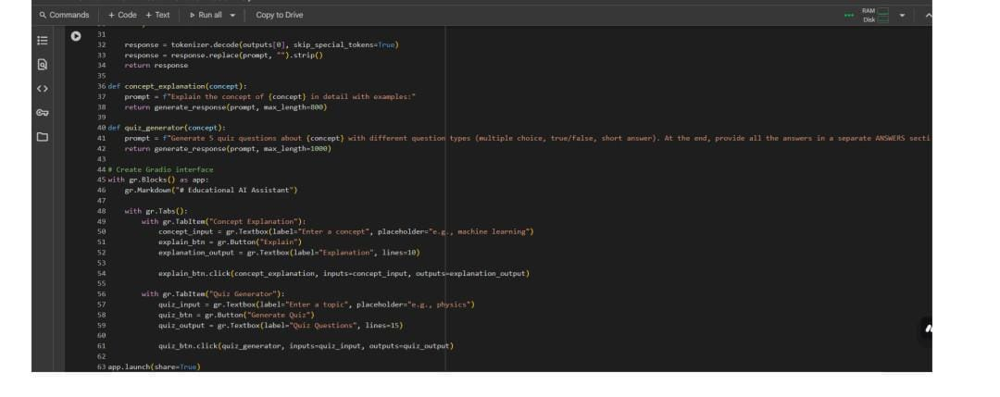 Commands + Code + Text Run all Copy to Drive RAM Disk
31
32 response = tokenizer.decode(outputs[0], skip_special_tokens=True)
33 response = response.replace(prompt, "").strip()
34 return response
35
36 def concept_explanation(concept):
37 prompt = f"Explain the concept of {concept} in detail with examples:"
38 return generate_response(prompt, max_length=800)
39
40 def quiz_generator(concept):
41 prompt = f"Generate 5 quiz questions about {concept} with different question types (multiple choice, true/false, short answer). At the end, provide all the answers in a separate ANSWERS secti
42 return generate_response(prompt, max_length=1000)
43
44 # Create Gradio interface
45 with gr.Blocks() as app:
46 gr.Markdown("# Educational AI Assistant")
47
48 with gr.Tabs():
49 with gr.TabItem("Concept Explanation"):
50 concept_input = gr.Textbox(label="Enter a concept", placeholder="e.g., machine learning")
51 explain_btn = gr.Button("Explain")
52 explanation_output = gr.Textbox(label="Explanation", lines=10)
53
54 explain_btn.click(concept_explanation, inputs=concept_input, outputs=explanation_output)
55
56 with gr.TabItem("Quiz Generator"):
57 quiz_input = gr.Textbox(label="Enter a topic", placeholder="e.g., physics")
58 quiz_btn = gr.Button("Generate Quiz")
59 quiz_output = gr.Textbox(label="Quiz Questions", lines=15)
60
61 quiz_btn.click(quiz_generator, inputs=quiz_input, outputs=quiz_output)
62
63 app.launch(share=True)